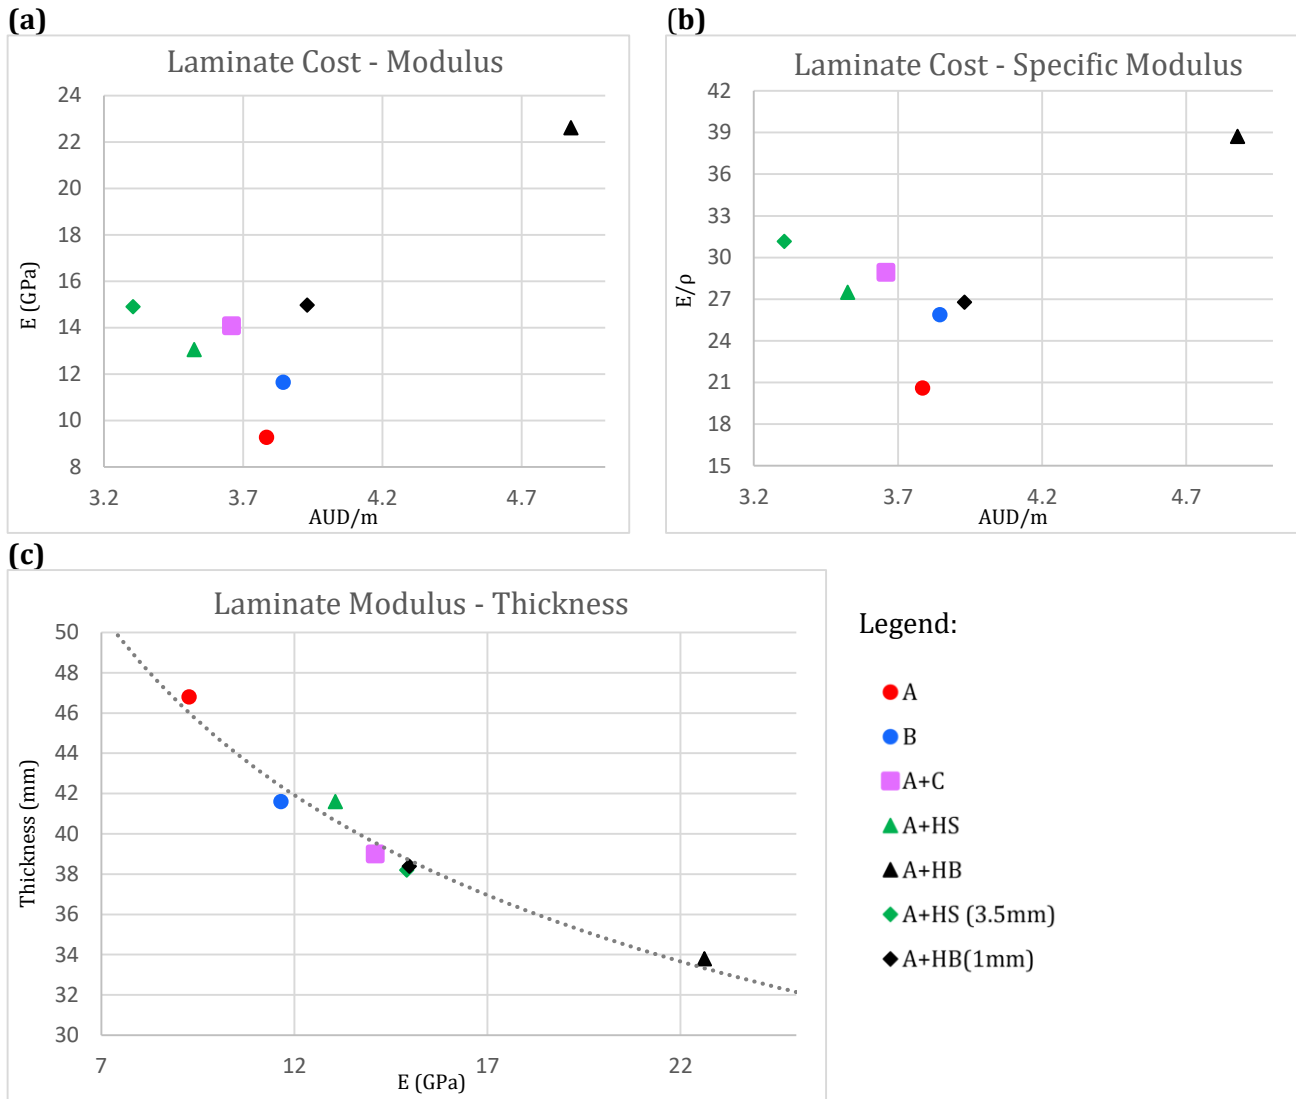 (a)
Laminate Cost - Modulus
24
22
20
18
16
14
12
10
8
E (GPa)
3.2 3.7 4.2 4.7
AUD/m
(b)
Laminate Cost - Specific Modulus
42
39
36
33
30
27
24
21
18
15
E/ρ
3.2 3.7 4.2 4.7
AUD/m
(c)
Laminate Modulus - Thickness
50
48
46
44
42
40
38
36
34
32
30
Thickness (mm)
7 12 17 22
E (GPa)
Legend:
A
B
A+C
A+HS
A+HB
A+HS (3.5mm)
A+HB(1mm)